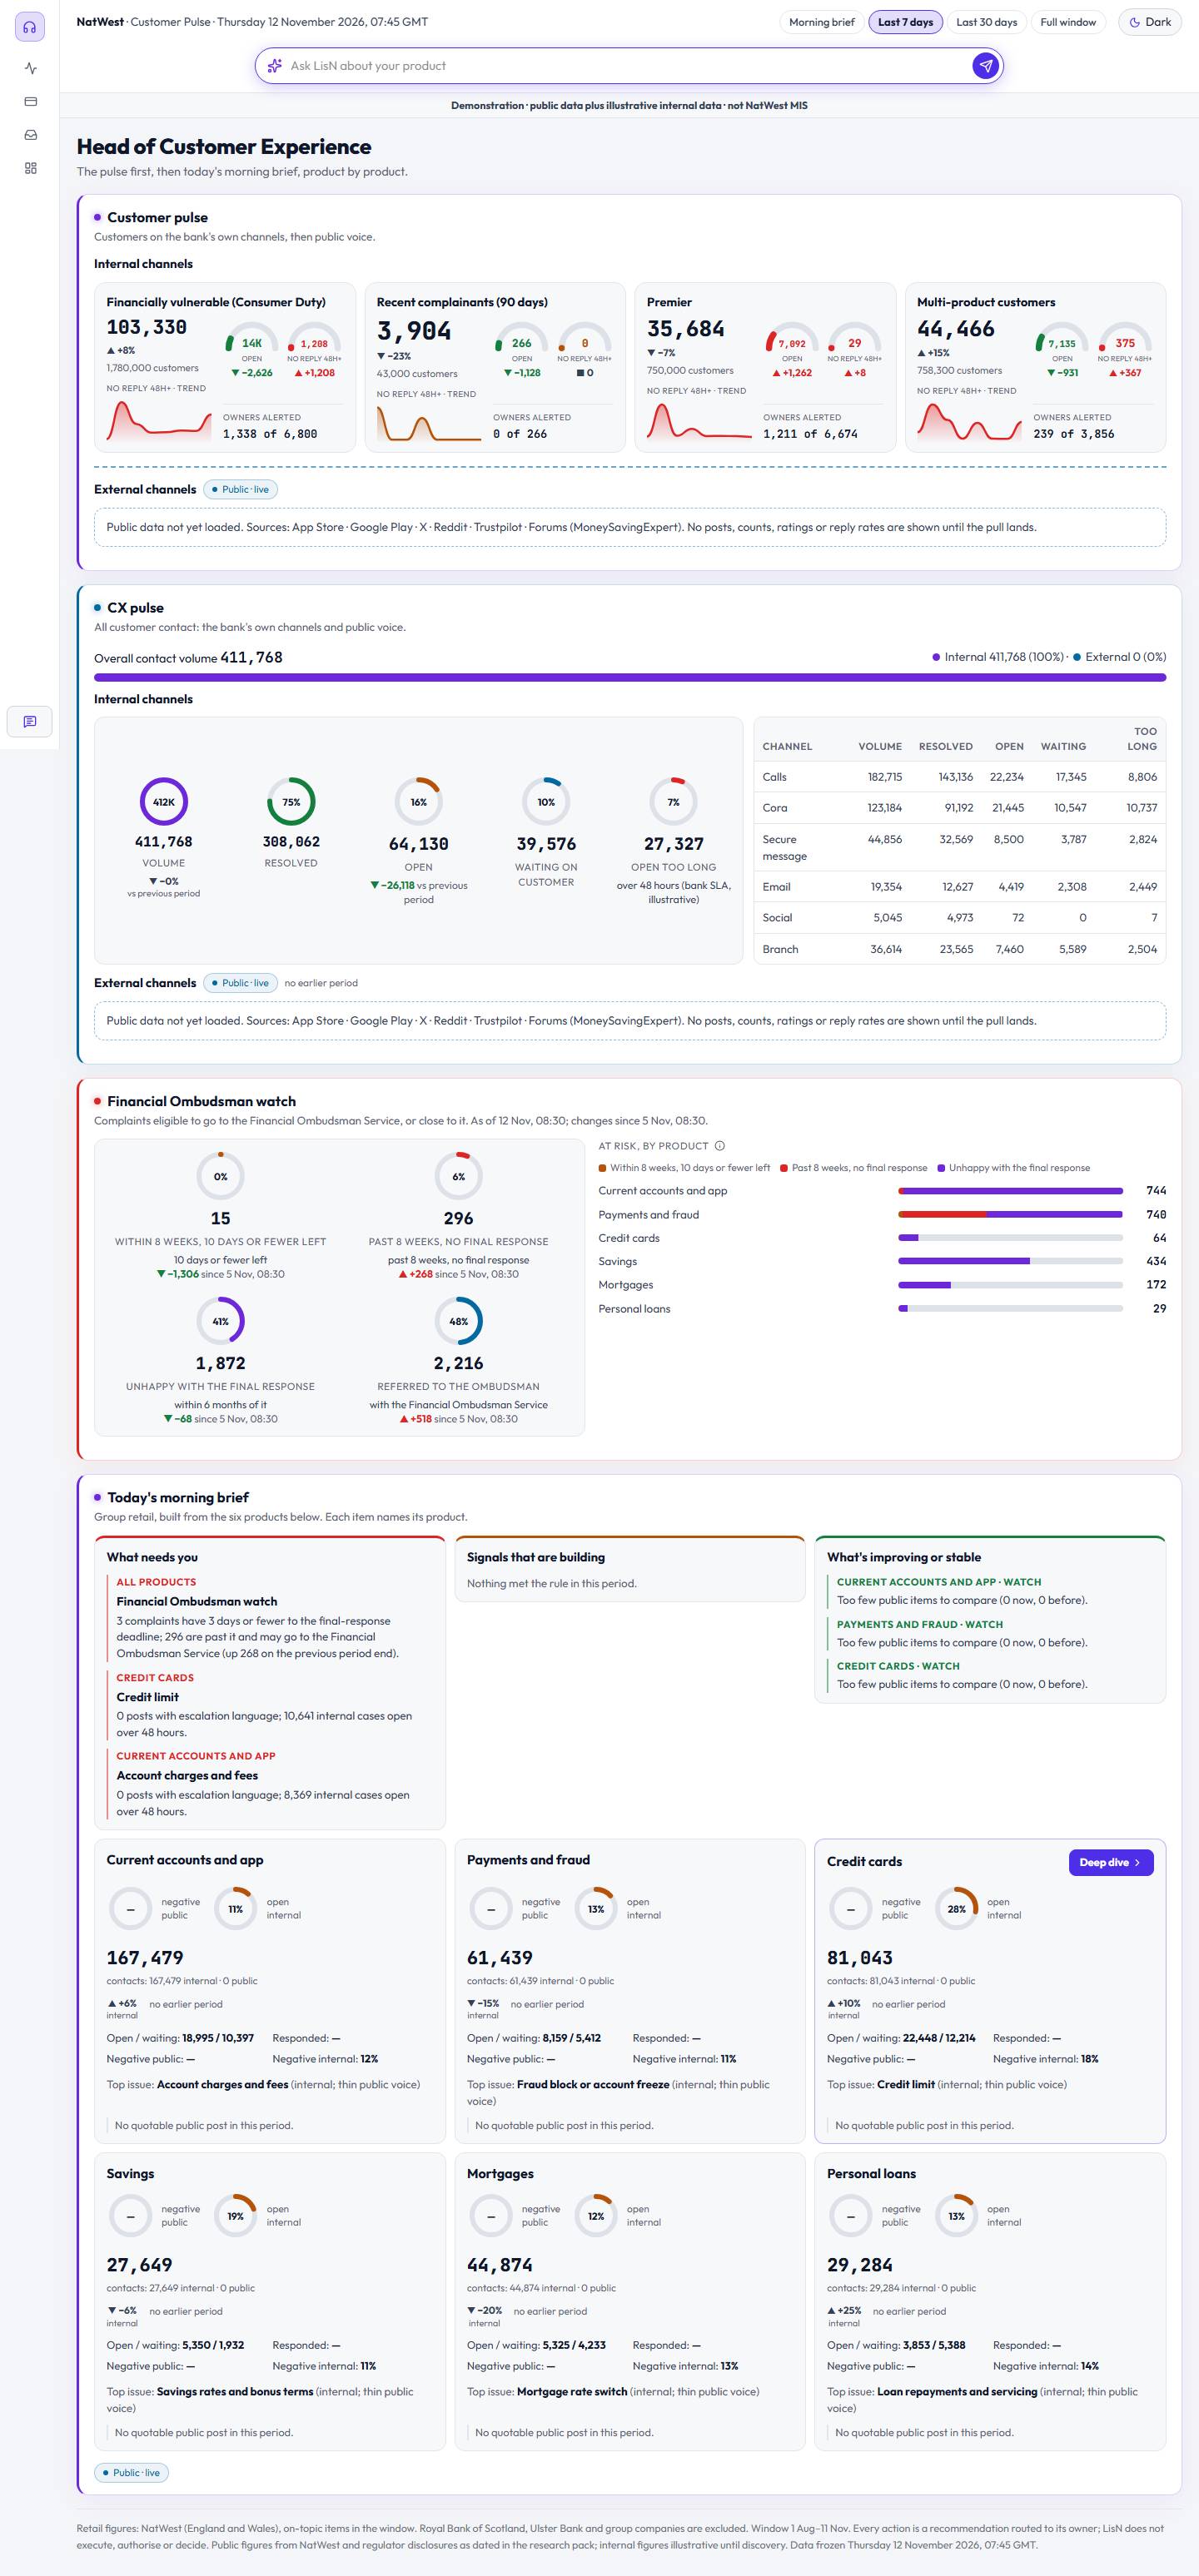 NatWest · Customer Pulse · Thursday 12 November 2026, 07:45 GMT
Morning brief
Last 7 days
Last 30 days
Full window
Dark
Ask LisN about your product
Demonstration · public data plus illustrative internal data · not NatWest MIS
Head of Customer Experience
The pulse first, then today's morning brief, product by product.
Customer pulse
Customers on the bank's own channels, then public voice.
Internal channels
Financially vulnerable (Consumer Duty)
103,330
▲ +8%
1,780,000 customers
14K
OPEN
▼ −2,626
1,208
NO REPLY 48H+
▲ +1,208
NO REPLY 48H+ · TREND
OWNERS ALERTED
1,338 of 6,800
Recent complainants (90 days)
3,904
▼ −23%
43,000 customers
266
OPEN
▼ −1,128
0
NO REPLY 48H+
■ 0
NO REPLY 48H+ · TREND
OWNERS ALERTED
0 of 266
Premier
35,684
▼ −7%
750,000 customers
7,092
OPEN
▲ +1,262
29
NO REPLY 48H+
▲ +8
NO REPLY 48H+ · TREND
OWNERS ALERTED
1,211 of 6,674
Multi-product customers
44,466
▲ +15%
758,300 customers
7,135
OPEN
▼ −931
375
NO REPLY 48H+
▲ +367
NO REPLY 48H+ · TREND
OWNERS ALERTED
239 of 3,856
External channels
Public · live
Public data not yet loaded. Sources: App Store · Google Play · X · Reddit · Trustpilot · Forums (MoneySavingExpert). No posts, counts, ratings or reply rates are shown until the pull lands.
CX pulse
All customer contact: the bank's own channels and public voice.
Overall contact volume 411,768
Internal 411,768 (100%) · External 0 (0%)
Internal channels
412K
411,768
VOLUME
▼ −0%
vs previous period
75%
308,062
RESOLVED
16%
64,130
OPEN
▼ −26,118 vs previous
period
10%
39,576
WAITING ON
CUSTOMER
7%
27,327
OPEN TOO LONG
over 48 hours (bank SLA,
illustrative)
CHANNEL VOLUME RESOLVED OPEN WAITING TOO LONG
Calls 182,715 143,136 22,234 17,345 8,806
Cora 123,184 91,192 21,445 10,547 10,737
Secure message 44,856 32,569 8,500 3,787 2,824
Email 19,354 12,627 4,419 2,308 2,449
Social 5,045 4,973 72 0 7
Branch 36,614 23,565 7,460 5,589 2,504
External channels
Public · live
no earlier period
Public data not yet loaded. Sources: App Store · Google Play · X · Reddit · Trustpilot · Forums (MoneySavingExpert). No posts, counts, ratings or reply rates are shown until the pull lands.
Financial Ombudsman watch
Complaints eligible to go to the Financial Ombudsman Service, or close to it. As of 12 Nov, 08:30; changes since 5 Nov, 08:30.
0%
15
WITHIN 8 WEEKS, 10 DAYS OR FEWER LEFT
10 days or fewer left
▼ −1,306 since 5 Nov, 08:30
6%
296
PAST 8 WEEKS, NO FINAL RESPONSE
past 8 weeks, no final response
▲ +268 since 5 Nov, 08:30
41%
1,872
UNHAPPY WITH THE FINAL RESPONSE
within 6 months of it
▼ −68 since 5 Nov, 08:30
48%
2,216
REFERRED TO THE OMBUDSMAN
with the Financial Ombudsman Service
▲ +518 since 5 Nov, 08:30
AT RISK, BY PRODUCT
Within 8 weeks, 10 days or fewer left
Past 8 weeks, no final response
Unhappy with the final response
Current accounts and app 744
Payments and fraud 740
Credit cards 64
Savings 434
Mortgages 172
Personal loans 29
Today's morning brief
Group retail, built from the six products below. Each item names its product.
What needs you
ALL PRODUCTS
Financial Ombudsman watch
3 complaints have 3 days or fewer to the final-response
deadline; 296 are past it and may go to the Financial
Ombudsman Service (up 268 on the previous period end).
CREDIT CARDS
Credit limit
0 posts with escalation language; 10,641 internal cases open
over 48 hours.
CURRENT ACCOUNTS AND APP
Account charges and fees
0 posts with escalation language; 8,369 internal cases open
over 48 hours.
Signals that are building
Nothing met the rule in this period.
What's improving or stable
CURRENT ACCOUNTS AND APP · WATCH
Too few public items to compare (0 now, 0 before).
PAYMENTS AND FRAUD · WATCH
Too few public items to compare (0 now, 0 before).
CREDIT CARDS · WATCH
Too few public items to compare (0 now, 0 before).
Current accounts and app
–
negative
public
11%
open
internal
167,479
contacts: 167,479 internal · 0 public
▲ +6%
internal
no earlier period
Open / waiting: 18,995 / 10,397 Responded: —
Negative public: — Negative internal: 12%
Top issue: Account charges and fees (internal; thin public voice)
No quotable public post in this period.
Payments and fraud
–
negative
public
13%
open
internal
61,439
contacts: 61,439 internal · 0 public
▼ −15%
internal
no earlier period
Open / waiting: 8,159 / 5,412 Responded: —
Negative public: — Negative internal: 11%
Top issue: Fraud block or account freeze (internal; thin public
voice)
No quotable public post in this period.
Credit cards
Deep dive
–
negative
public
28%
open
internal
81,043
contacts: 81,043 internal · 0 public
▲ +10%
internal
no earlier period
Open / waiting: 22,448 / 12,214 Responded: —
Negative public: — Negative internal: 18%
Top issue: Credit limit (internal; thin public voice)
No quotable public post in this period.
Savings
–
negative
public
19%
open
internal
27,649
contacts: 27,649 internal · 0 public
▼ −6%
internal
no earlier period
Open / waiting: 5,350 / 1,932 Responded: —
Negative public: — Negative internal: 11%
Top issue: Savings rates and bonus terms (internal; thin public
voice)
No quotable public post in this period.
Mortgages
–
negative
public
12%
open
internal
44,874
contacts: 44,874 internal · 0 public
▼ −20%
internal
no earlier period
Open / waiting: 5,325 / 4,233 Responded: —
Negative public: — Negative internal: 13%
Top issue: Mortgage rate switch (internal; thin public voice)
No quotable public post in this period.
Personal loans
–
negative
public
13%
open
internal
29,284
contacts: 29,284 internal · 0 public
▲ +25%
internal
no earlier period
Open / waiting: 3,853 / 5,388 Responded: —
Negative public: — Negative internal: 14%
Top issue: Loan repayments and servicing (internal; thin public
voice)
No quotable public post in this period.
Public · live
Retail figures: NatWest (England and Wales), on-topic items in the window. Royal Bank of Scotland, Ulster Bank and group companies are excluded. Window 1 Aug–11 Nov. Every action is a recommendation routed to its owner; LisN does not
execute, authorise or decide. Public figures from NatWest and regulator disclosures as dated in the research pack; internal figures illustrative until discovery. Data frozen Thursday 12 November 2026, 07:45 GMT.